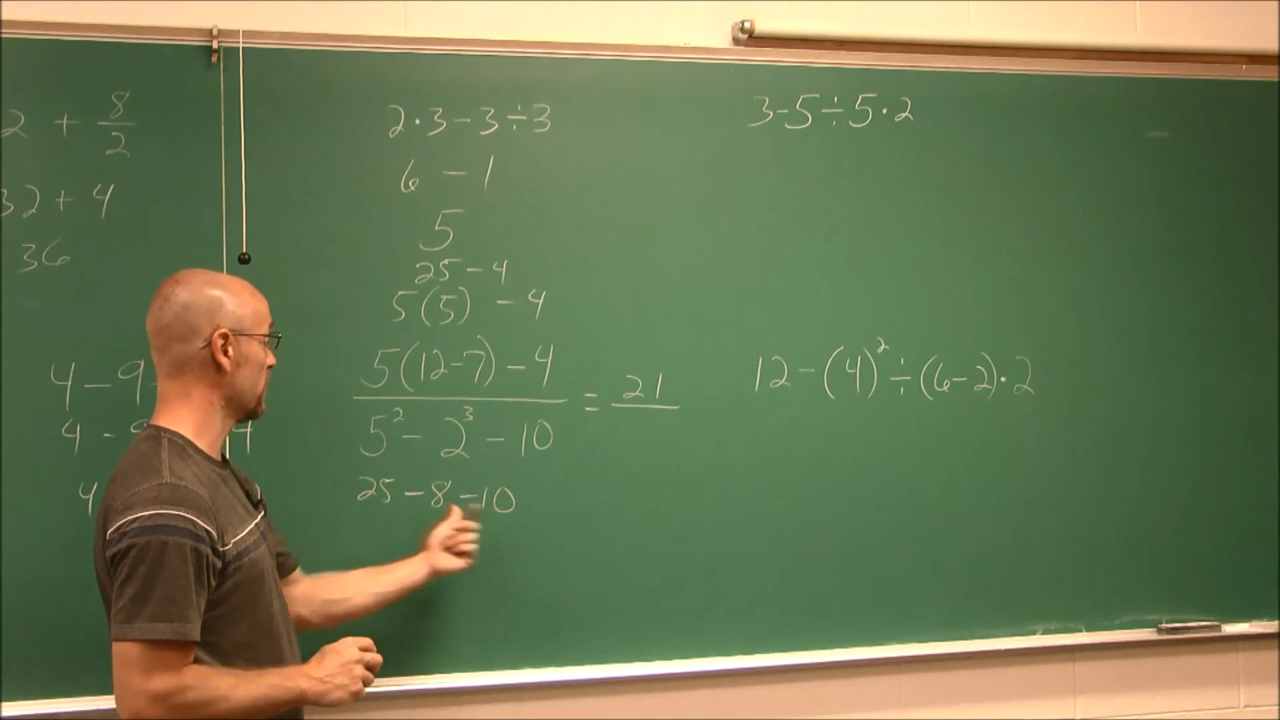 2 + 8/2
32 + 4
36
4 - 9
4 - 9 4
4
2·3-3÷3
6 - 1
5
25-4
5(5) - 4
5(12-7)-4
= 21
5² - 2³ - 10
25 - 8 - 10
3-5÷5·2
12-(4)²÷(6-2)·2